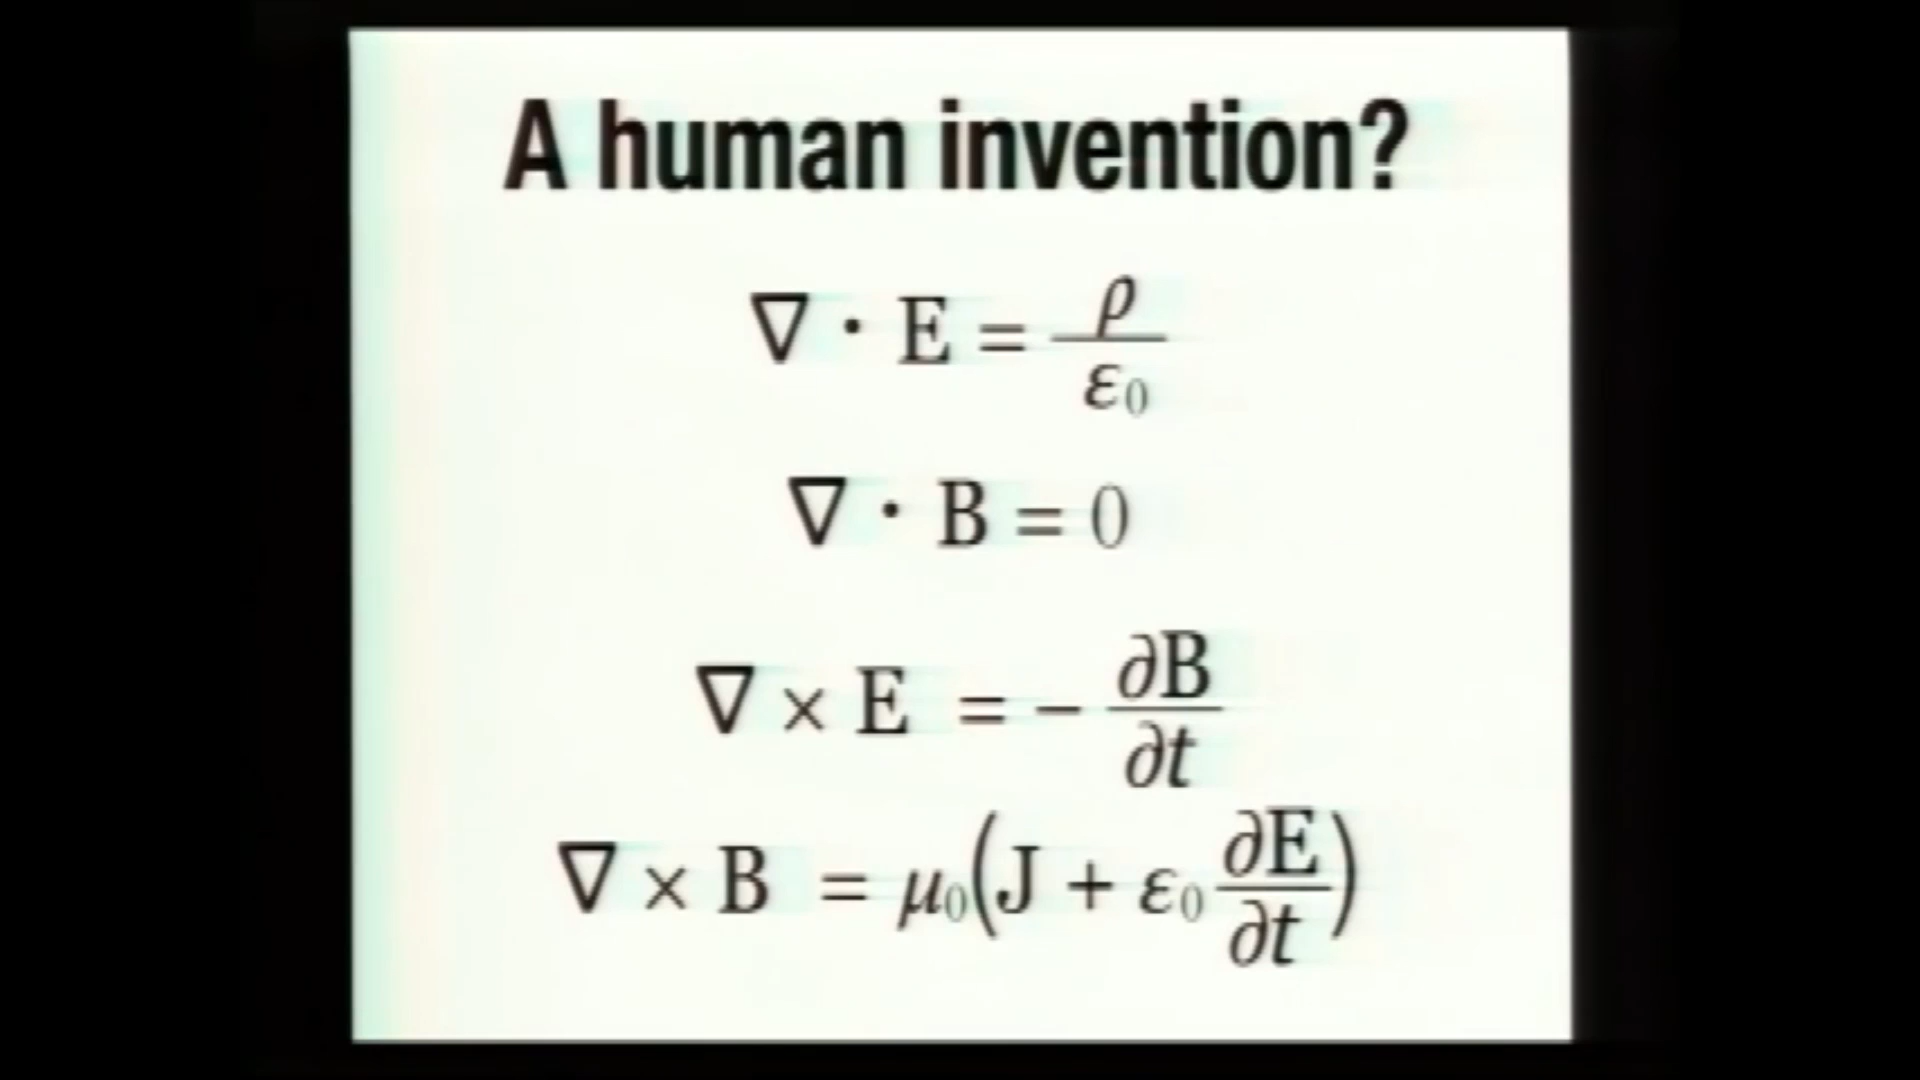 A human invention?
∇ · E = ρ/ε₀
∇ · B = 0
∇ × E = − ∂B/∂t
∇ × B = μ₀(J + ε₀ ∂E/∂t)